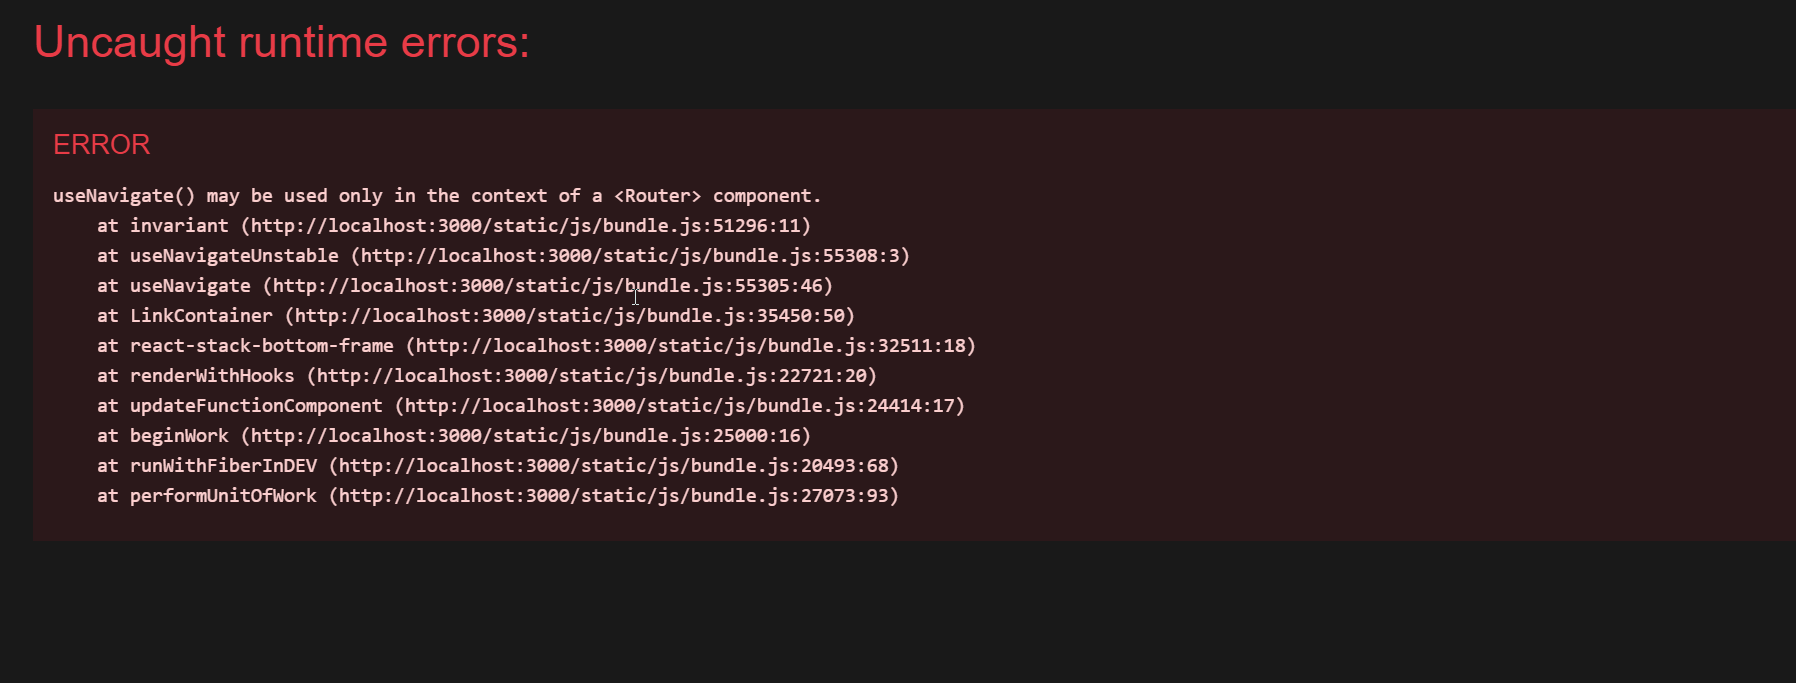 Uncaught runtime errors:
ERROR
useNavigate() may be used only in the context of a <Router> component.
at invariant (http://localhost:3000/static/js/bundle.js:51296:11)
at useNavigateUnstable (http://localhost:3000/static/js/bundle.js:55308:3)
at useNavigate (http://localhost:3000/static/js/bundle.js:55305:46)
at LinkContainer (http://localhost:3000/static/js/bundle.js:35450:50)
at react-stack-bottom-frame (http://localhost:3000/static/js/bundle.js:32511:18)
at renderWithHooks (http://localhost:3000/static/js/bundle.js:22721:20)
at updateFunctionComponent (http://localhost:3000/static/js/bundle.js:24414:17)
at beginWork (http://localhost:3000/static/js/bundle.js:25000:16)
at runWithFiberInDEV (http://localhost:3000/static/js/bundle.js:20493:68)
at performUnitOfWork (http://localhost:3000/static/js/bundle.js:27073:93)